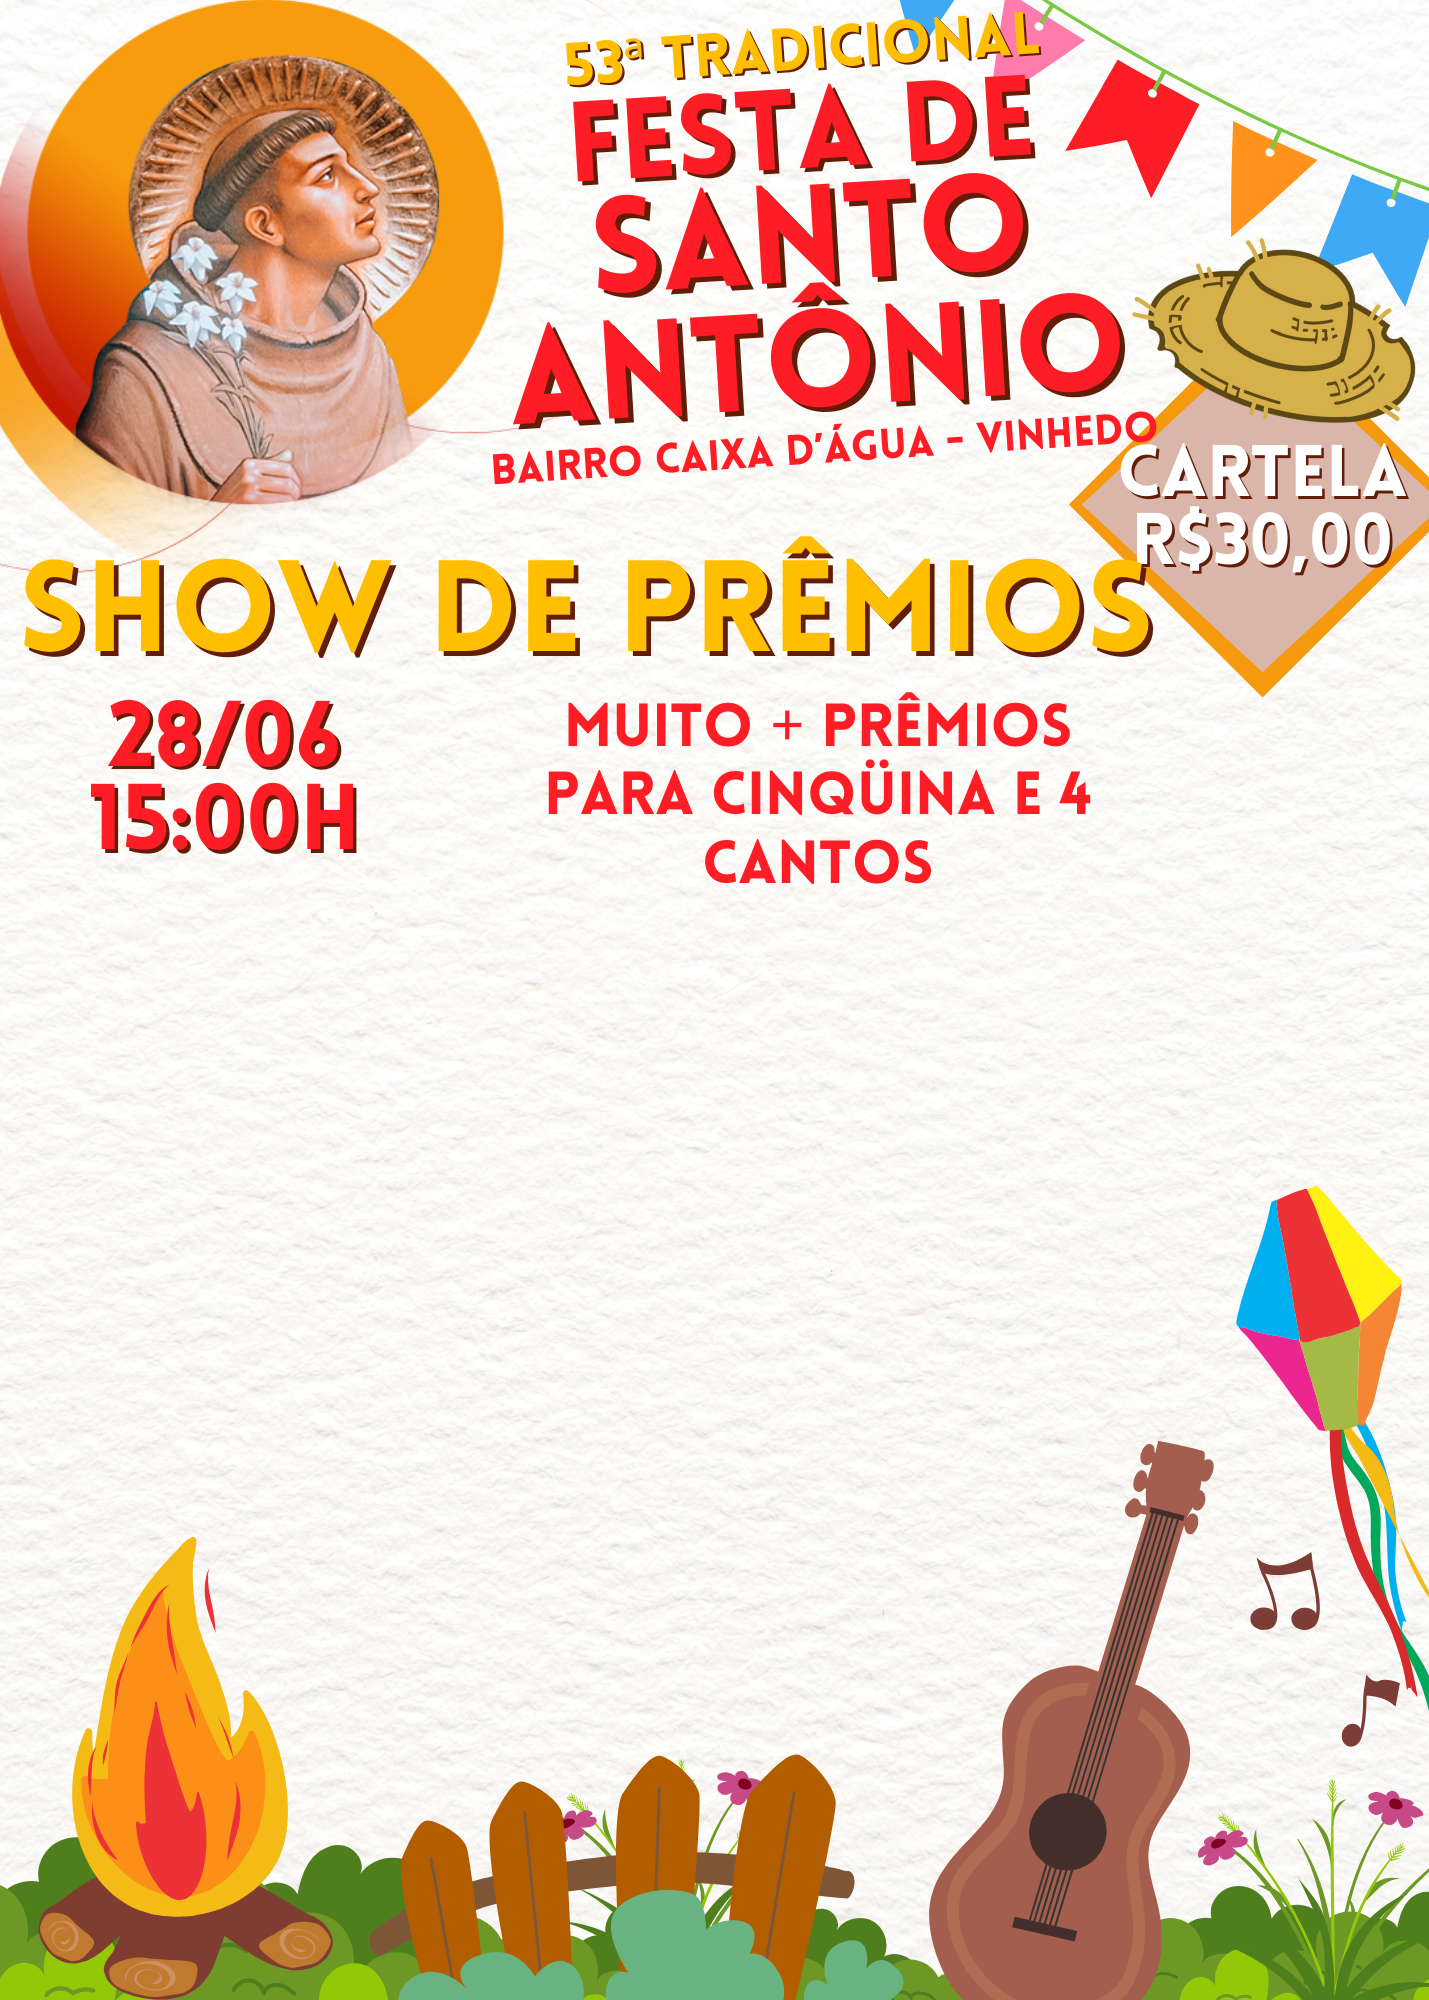 53ª TRADICIONAL
FESTA DE
SANTO
ANTÔNIO
BAIRRO CAIXA D'ÁGUA - VINHEDO
CARTELA
R$30,00
SHOW DE PRÊMIOS
28/06
15:00H
MUITO + PRÊMIOS
PARA CINQÜINA E 4
CANTOS